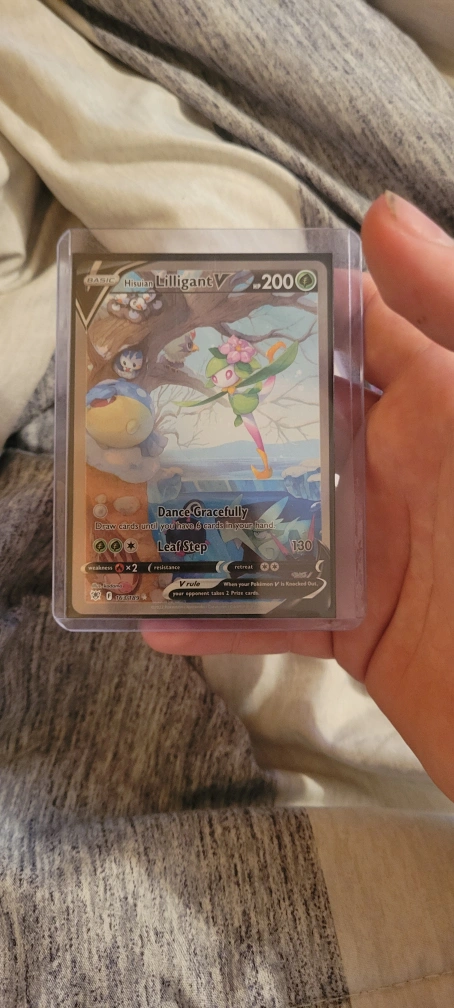 BASIC Hisuian Lilligant V HP 200
Dance Gracefully
Draw cards until you have 6 cards in your hand.
Leaf Step 130
weakness ×2 resistance retreat
V rule When your Pokémon V is Knocked Out,
your opponent takes 2 Prize cards.